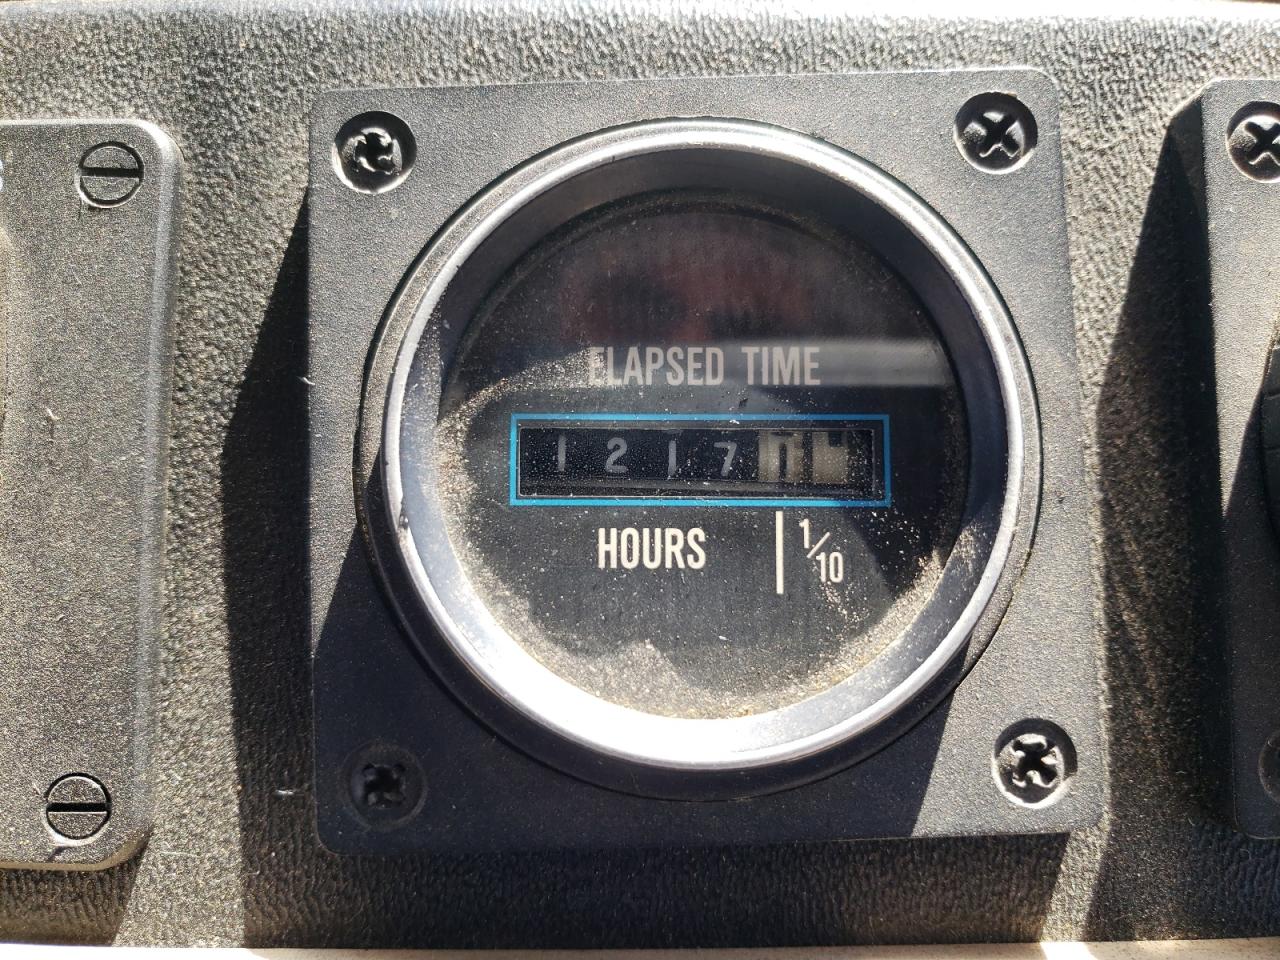 ELAPSED TIME
1217
HOURS 1/10